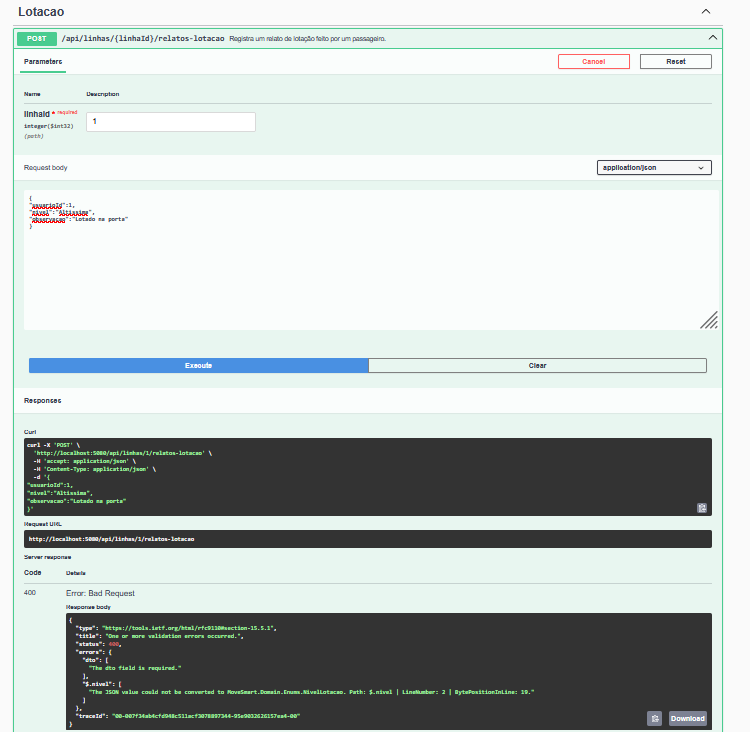 Lotacao
POST /api/linhas/{linhaId}/relatos-lotacao Registra um relato de lotação feito por um passageiro.
Parameters
Cancel
Reset
Name Description
linhaId * required
integer($int32)
(path)
1
Request body
application/json
{
"usuarioId":1,
"nivel":"Altissima",
"observacao":"Lotado na porta"
}
Execute
Clear
Responses
Curl
curl -X 'POST' \
'http://localhost:5080/api/linhas/1/relatos-lotacao' \
-H 'accept: application/json' \
-H 'Content-Type: application/json' \
-d '{
"usuarioId":1,
"nivel":"Altissima",
"observacao":"Lotado na porta"
}'
Request URL
http://localhost:5080/api/linhas/1/relatos-lotacao
Server response
Code Details
400 Error: Bad Request
Response body
{
"type": "https://tools.ietf.org/html/rfc9110#section-15.5.1",
"title": "One or more validation errors occurred.",
"status": 400,
"errors": {
"dto": [
"The dto field is required."
],
"$.nivel": [
"The JSON value could not be converted to MoveSmart.Domain.Enums.NivelLotacao. Path: $.nivel | LineNumber: 2 | BytePositionInLine: 19."
]
},
"traceId":
}
Download